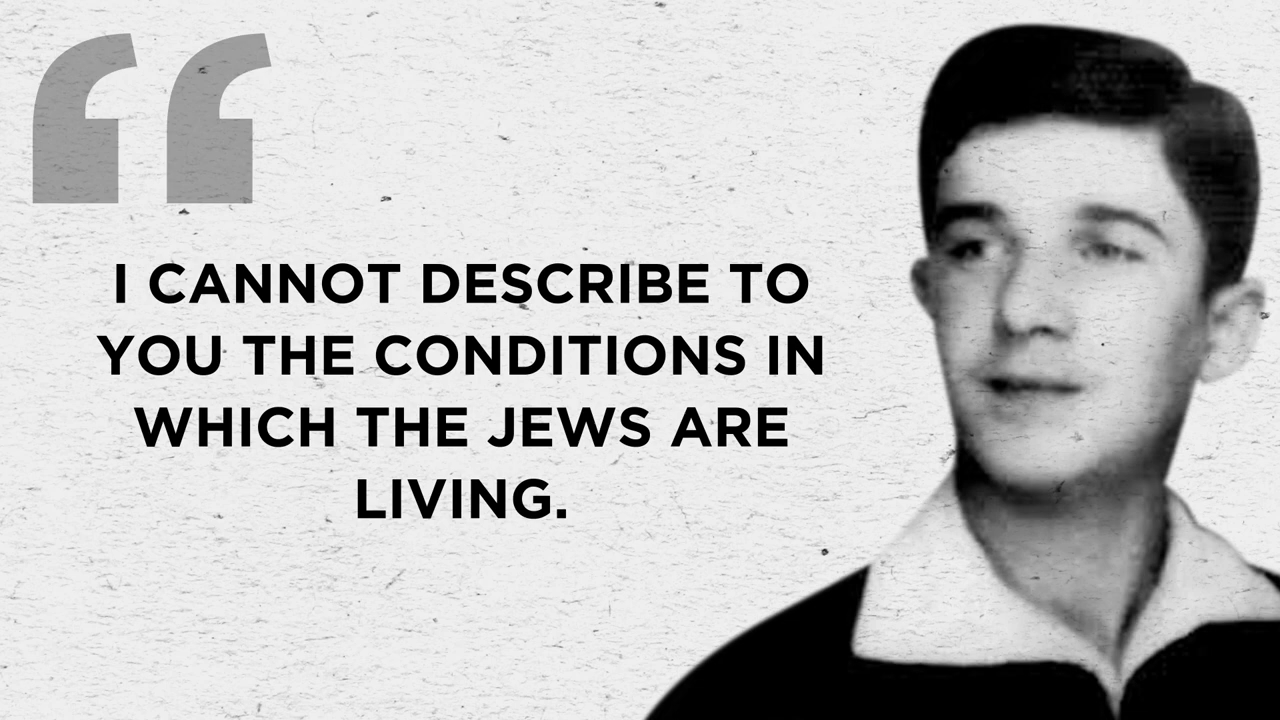 “
I CANNOT DESCRIBE TO
YOU THE CONDITIONS IN
WHICH THE JEWS ARE
LIVING.